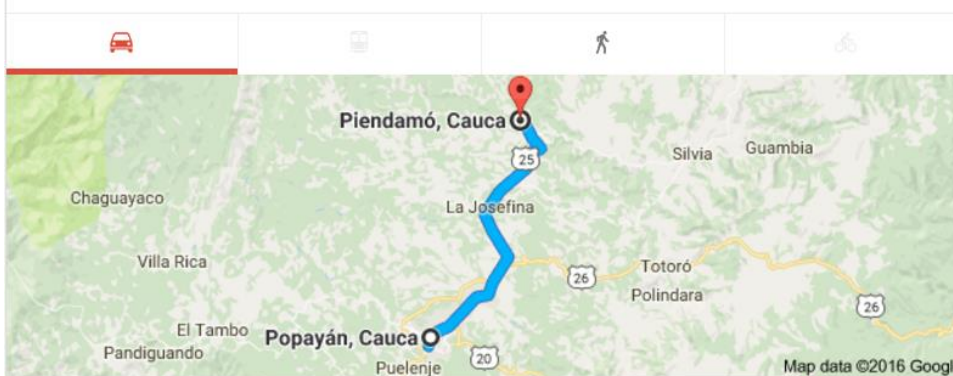 Piendamó, Cauca
25
Silvia
Guambia
Chaguayaco
La Josefina
Villa Rica
26
Totoró
Polindara
26
El Tambo
Popayán, Cauca
Pandiguando
Puelenje
20
Map data ©2016 Googl